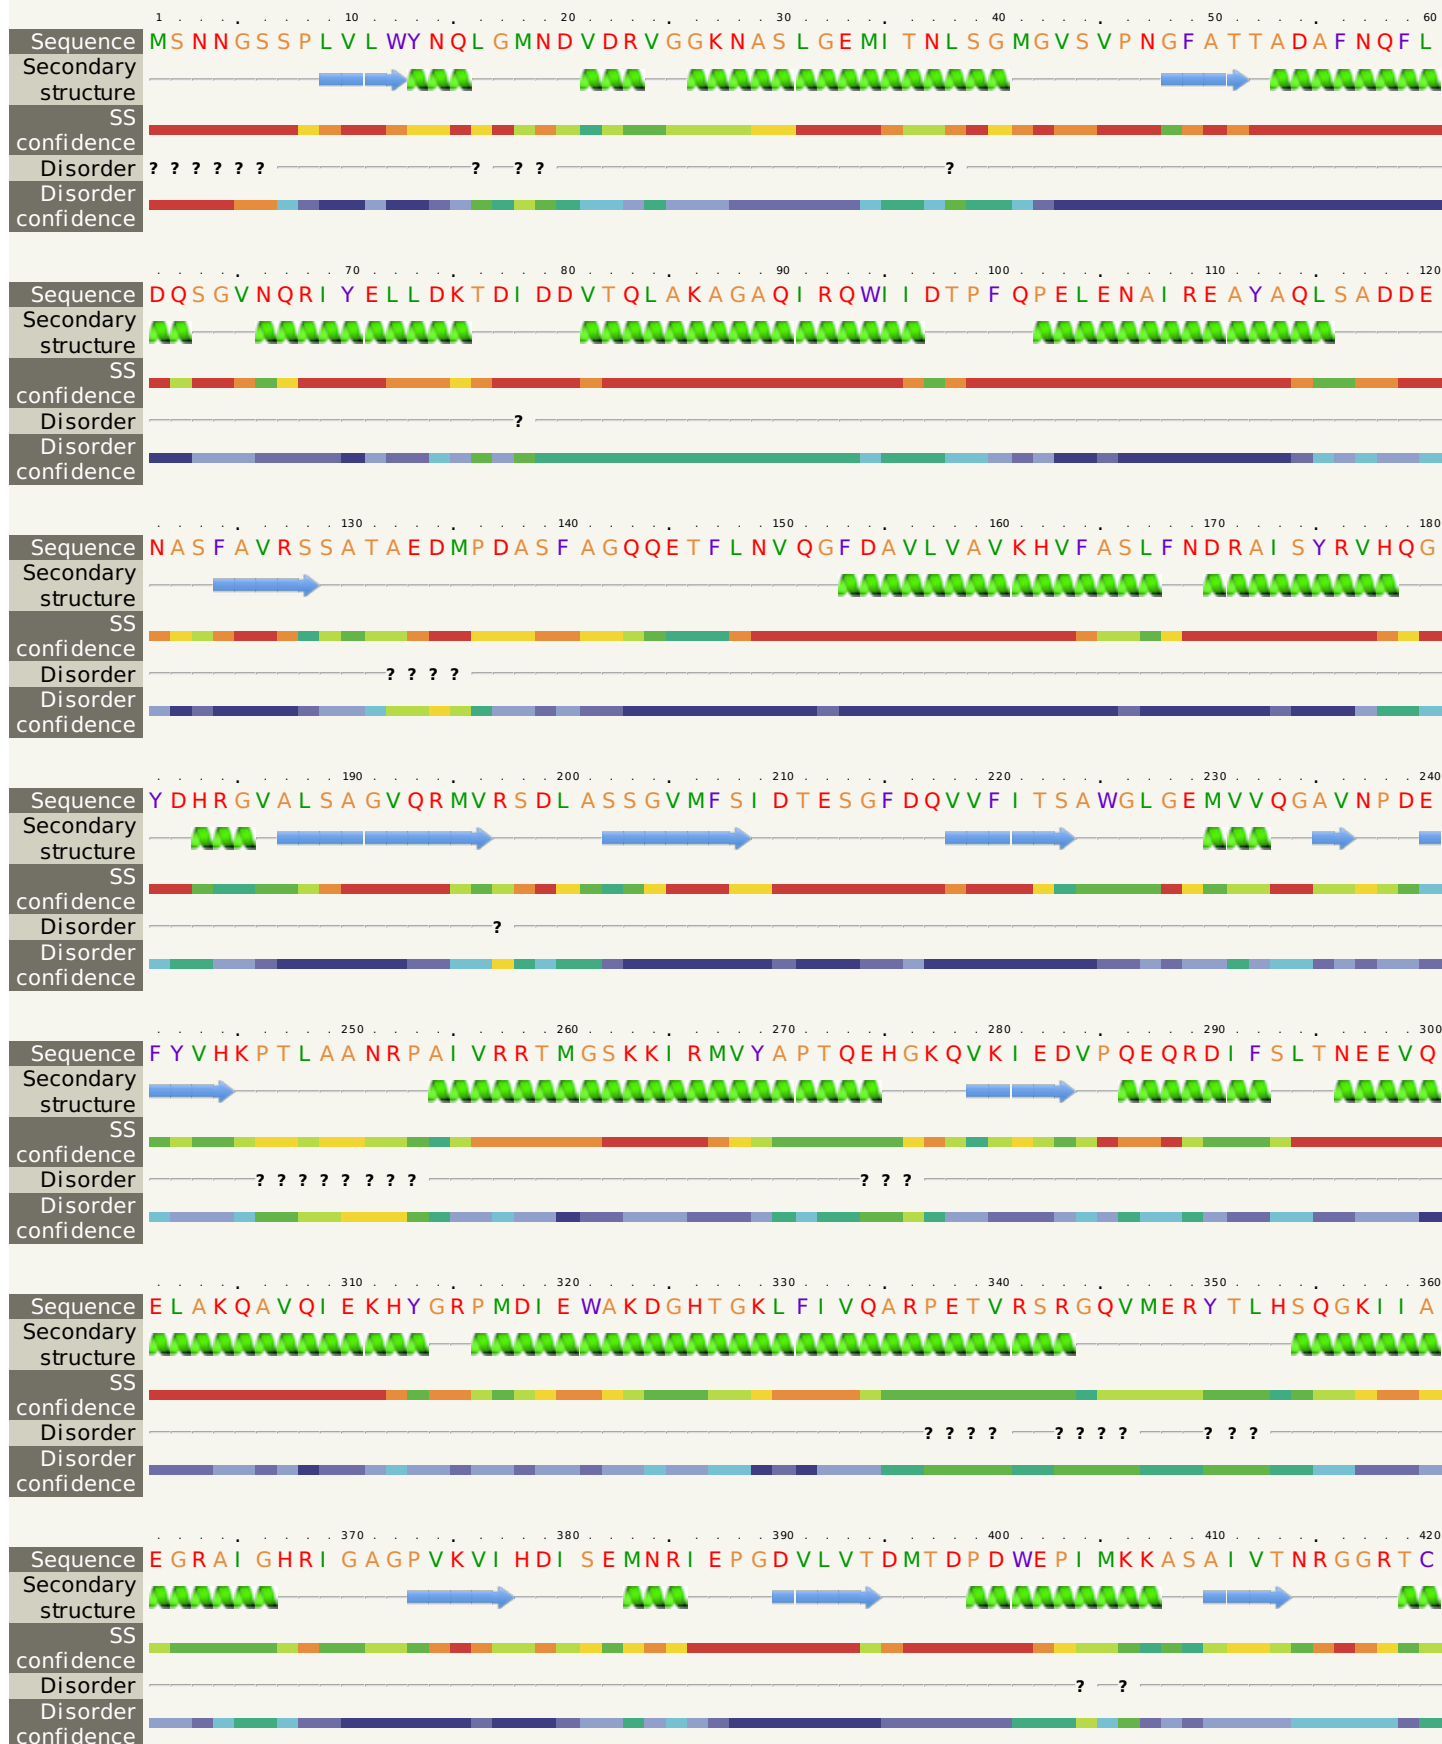 1 10 20 30 40 50 60
Sequence MSNNGSSPLVLWYNQLGMNDVDRVGGKNASLGEMITNLSGMGVSVPNGFATTADAFNQFL
Secondary
structure
SS
confidence
Disorder ? ? ? ? ? ? ? ? ? ?
Disorder
confidence
70 80 90 100 110 120
Sequence DQSGVNQRIYELLDKTDIDDVTQLAKAGAQIRQWIIDTPFQPELENAIREAYAQLSADDE
Secondary
structure
SS
confidence
Disorder ?
Disorder
confidence
130 140 150 160 170 180
Sequence NASFAVRSSATAEDMPDASFAGQQETFLNVQGFDAVLVAVKHVFASLFNDRAISYRVHQG
Secondary
structure
SS
confidence
Disorder ? ? ? ?
Disorder
confidence
190 200 210 220 230 240
Sequence YDHRGVALSAGVQRMVRSDLASSGVMFSIDTESGFDQVVFITSAWGLGEMVVQGAVNPDE
Secondary
structure
SS
confidence
Disorder ?
Disorder
confidence
250 260 270 280 290 300
Sequence FYVHKPTLAANRPAIVRRTMGSKKIRMVYAPTQEHGKQVKIEDVPQEQRDIFSLTNEEVQ
Secondary
structure
SS
confidence
Disorder ? ? ? ? ? ? ? ? ? ? ?
Disorder
confidence
310 320 330 340 350 360
Sequence ELAKQAVQIEKHYGRPMDIEWAKDGHTGKLFIVQARPETVRSRGQVMERYTLHSQGKIIA
Secondary
structure
SS
confidence
Disorder ? ? ? ? ? ? ? ? ? ? ?
Disorder
confidence
370 380 390 400 410 420
Sequence EGRAIGHRIGAGPVKVIHDISEMNRIEPGDVLVTDMTDPDWEPIMKKASAIVTNRGGRTC
Secondary
structure
SS
confidence
Disorder ? ?
Disorder
confidence